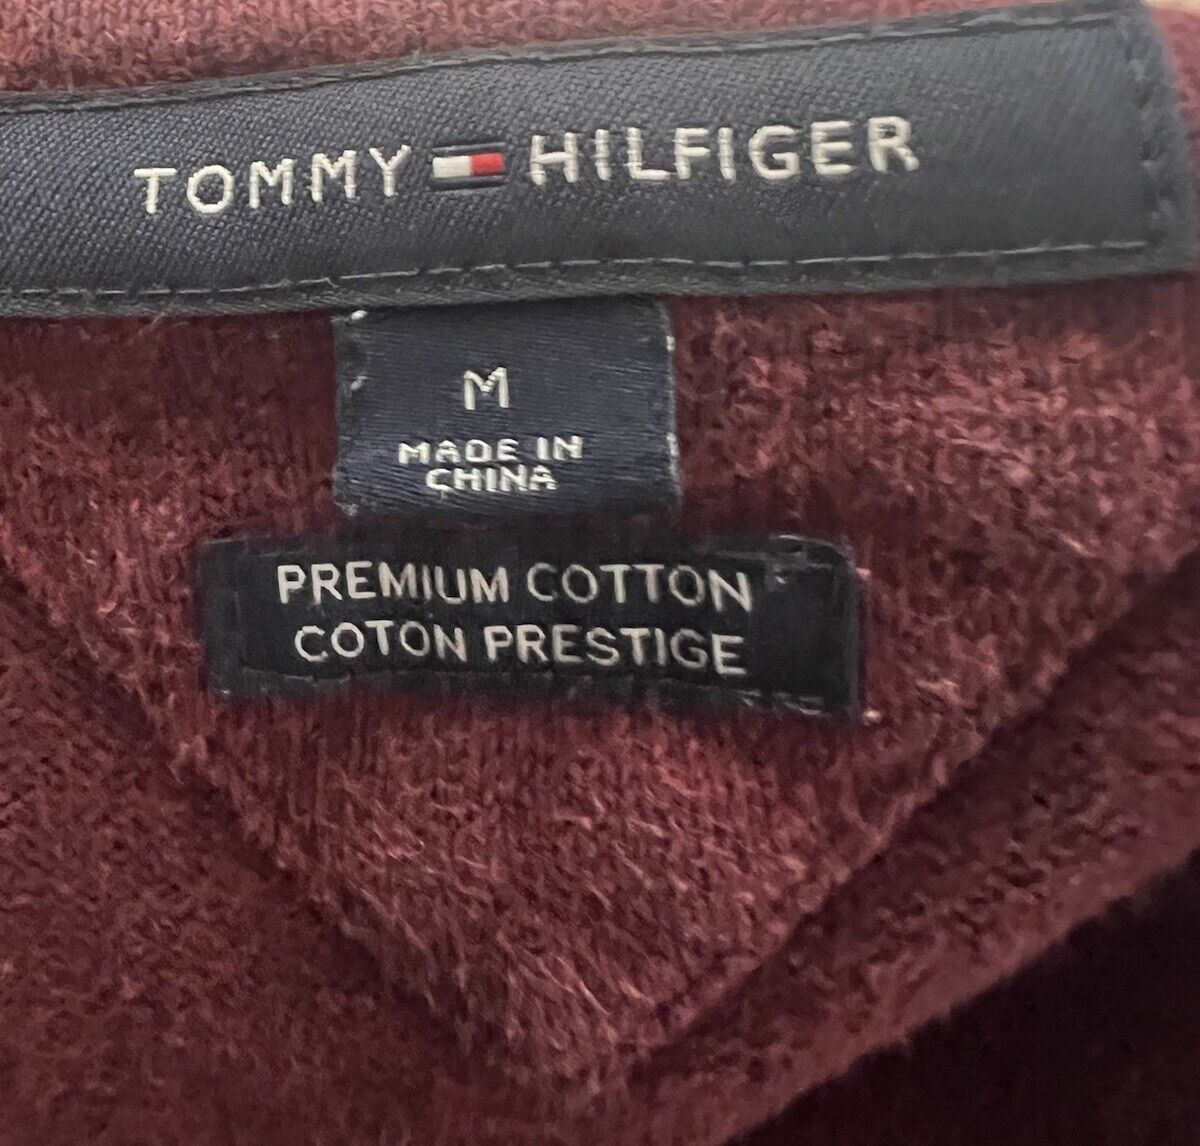 TOMMY HILFIGER
M
MADE IN
CHINA
PREMIUM COTTON
COTON PRESTIGE